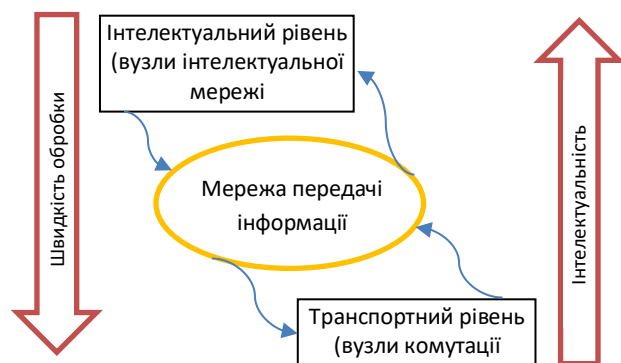 Швидкість обробки
Інтелектуальний рівень
(вузли інтелектуальної
мережі
Мережа передачі
інформації
Транспортний рівень
(вузли комутації
Інтелектуальність